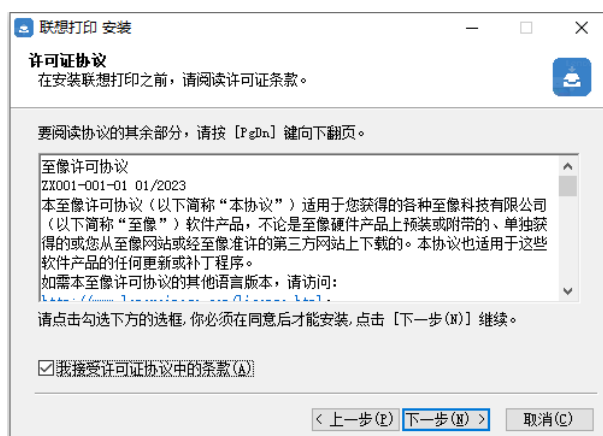 联想打印 安装
许可证协议
在安装联想打印之前，请阅读许可证条款。
要阅读协议的其余部分，请按 [PgDn] 键向下翻页。
至像许可协议
ZX001-001-01 01/2023
本至像许可协议（以下简称“本协议”）适用于您获得的各种至像科技有限公司
（以下简称“至像”）软件产品，不论是至像硬件产品上预装或附带的、单独获
得的或您从至像网站或经至像准许的第三方网站上下载的。本协议也适用于这些
软件产品的任何更新或补丁程序。
如需本至像许可协议的其他语言版本，请访问:
请点击勾选下方的选框,你必须在同意后才能安装,点击 [下一步(N)] 继续。
我接受许可证协议中的条款(A)
< 上一步(P)
下一步(N) >
取消(C)